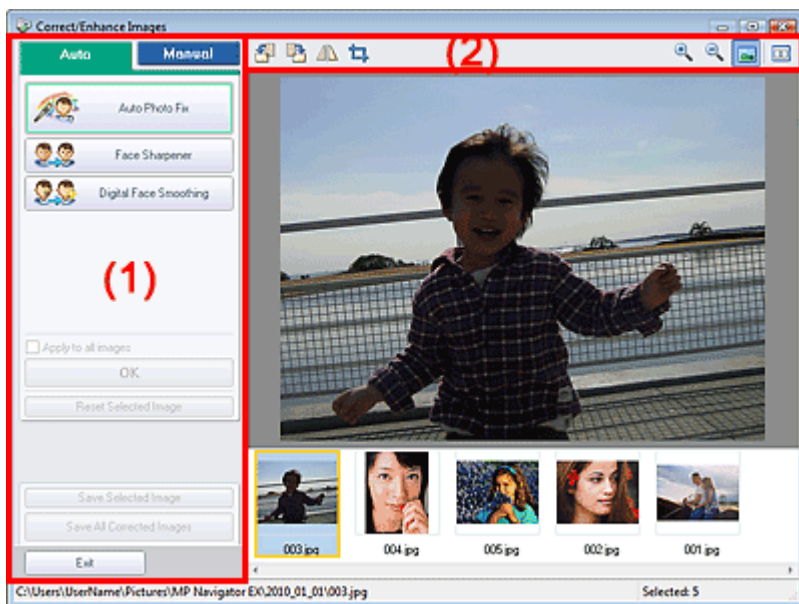 Correct/Enhance Images
Auto
Manual
(2)
Auto Photo Fix
Face Sharpener
Digital Face Smoothing
(1)
Apply to all images
OK
Reset Selected Image
Save Selected Image
Save All Corrected Images
Exit
003.jpg
004.jpg
005.jpg
002.jpg
001.jpg
C:\Users\UserName\Pictures\MP Navigator EX\2010_01_01\003.jpg
Selected: 5